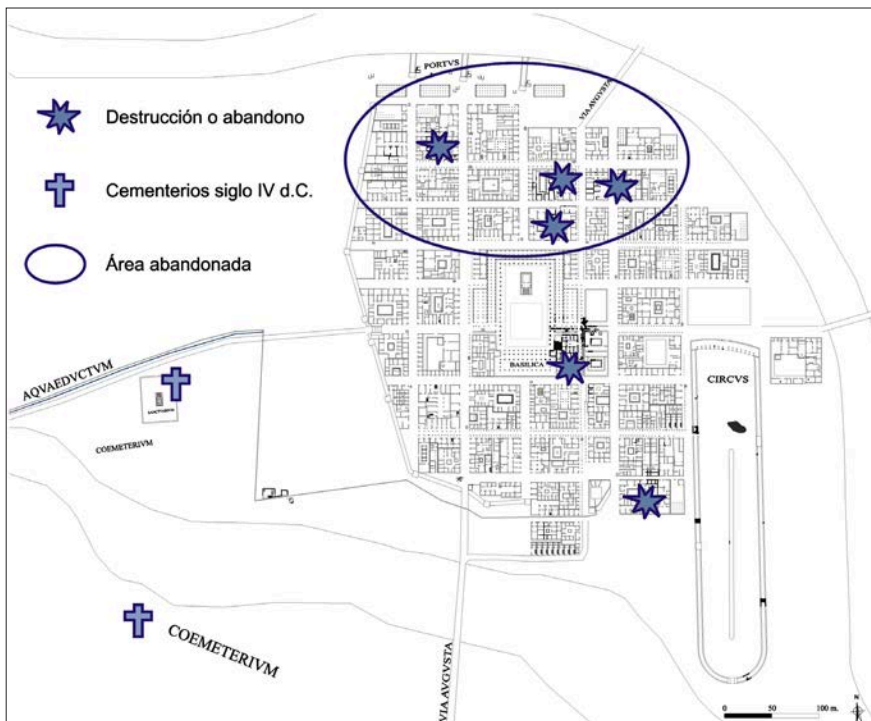 Destrucción o abandono
Cementerios siglo IV d.C.
Área abandonada
PORTVS
VIA AVGVSTA
AQVAEDVCTVM
COEMETERIVM
BASILICA
CIRCVS
COEMETERIVM
VIA AVGVSTA
N
0 50 100 m.